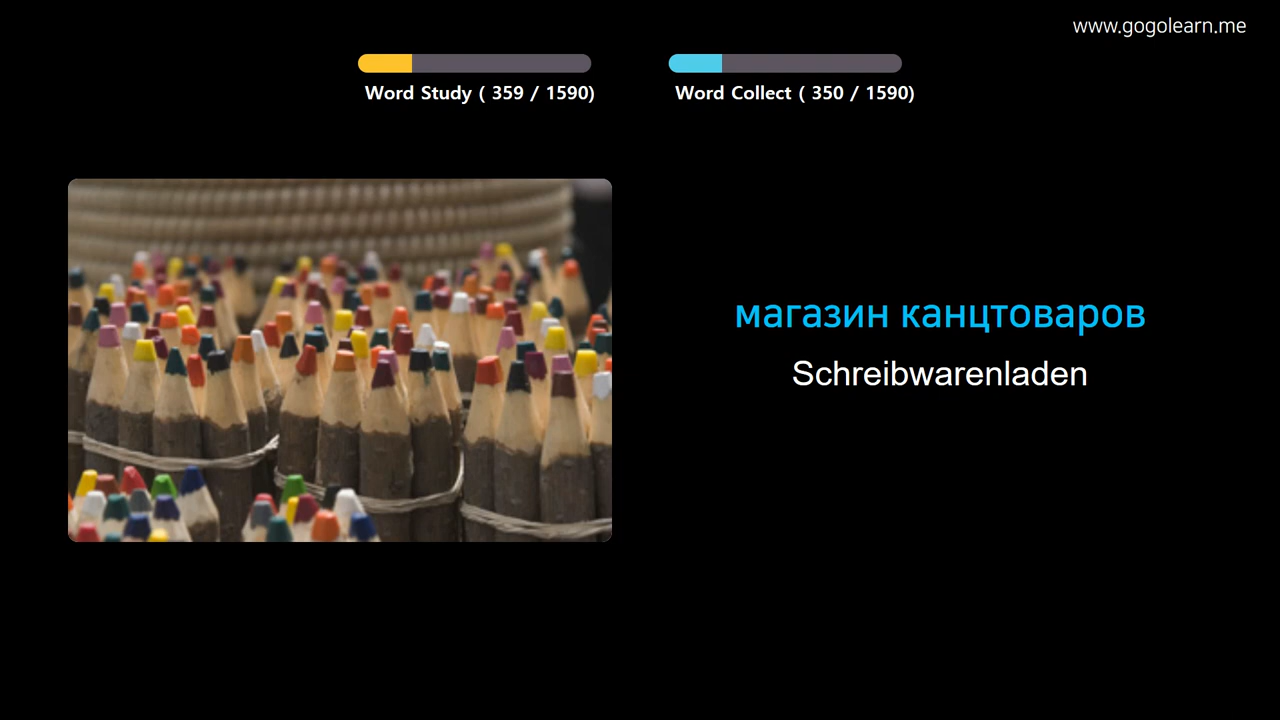 www.gogolearn.me
Word Study ( 359 / 1590)
Word Collect ( 350 / 1590)
магазин канцтоваров
Schreibwarenladen